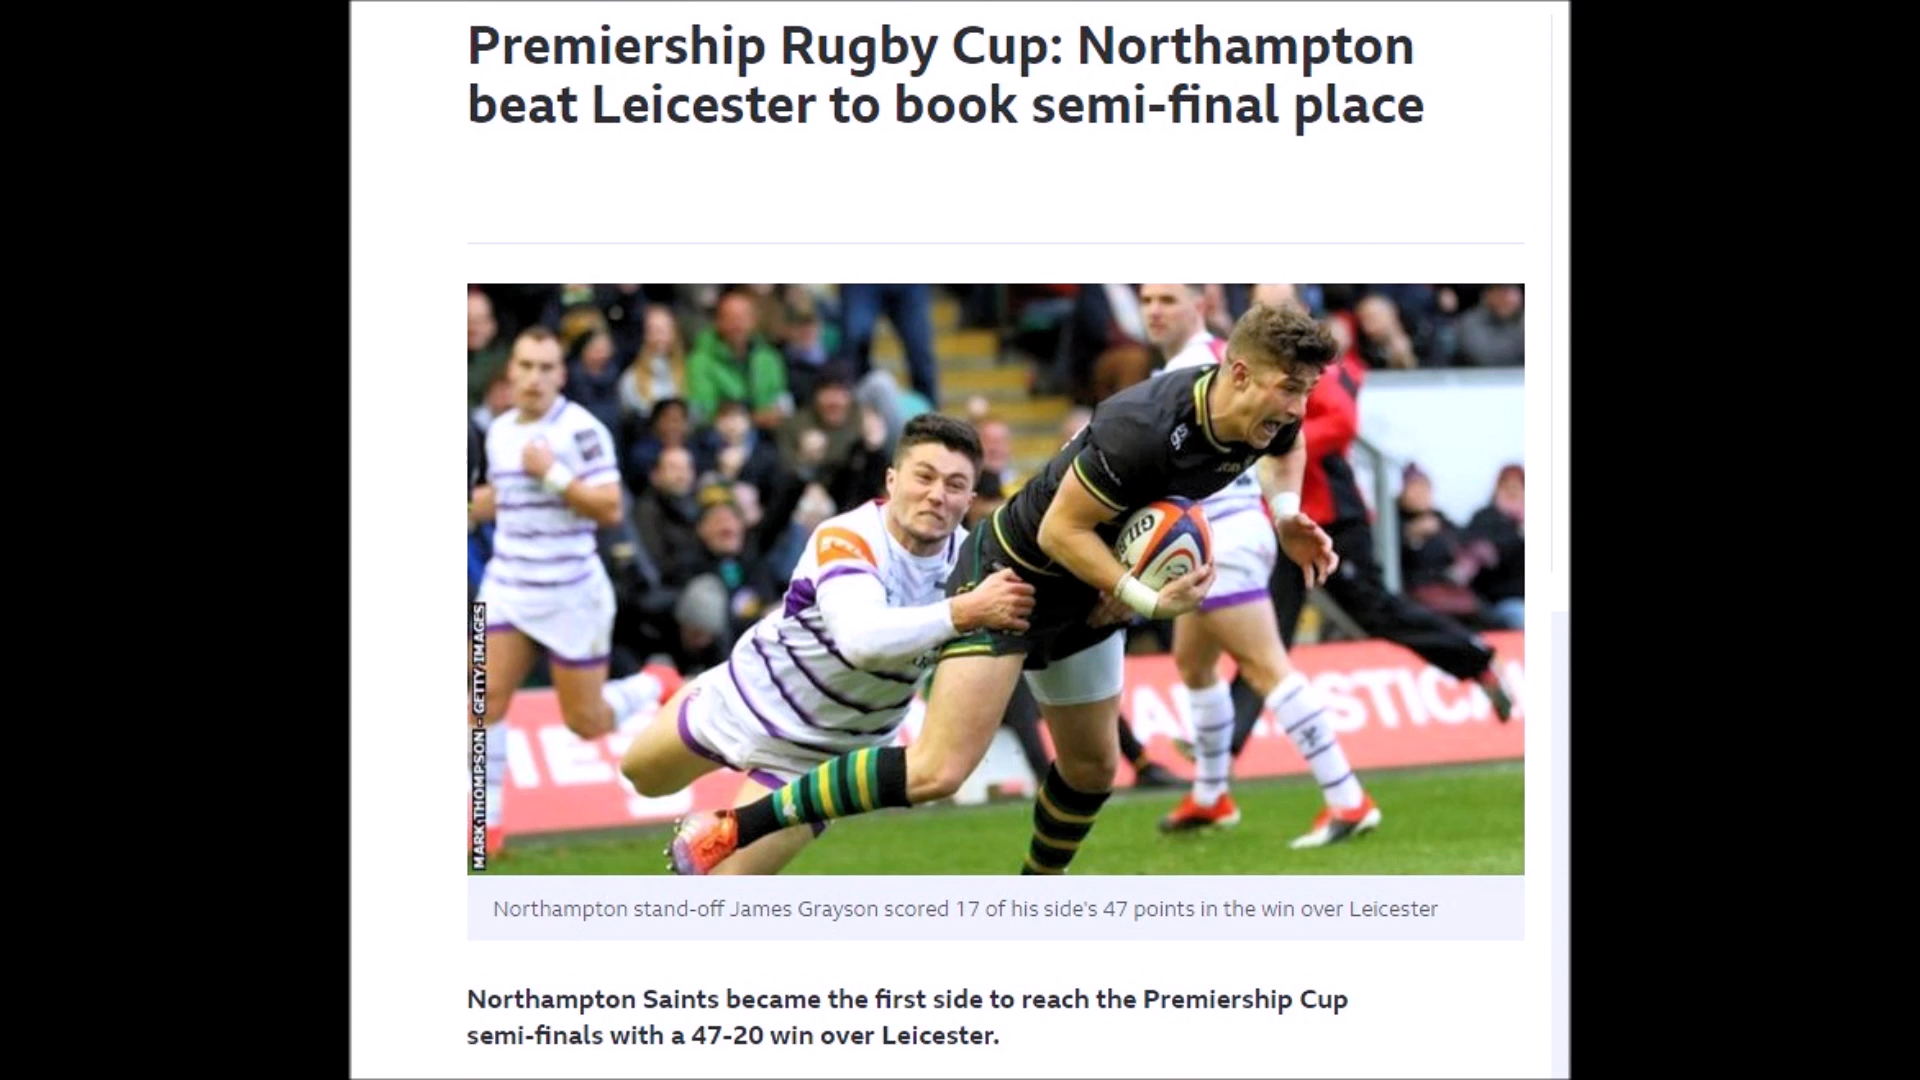 Premiership Rugby Cup: Northampton
beat Leicester to book semi-final place
MARK THOMPSON - GETTY IMAGES
Northampton stand-off James Grayson scored 17 of his side's 47 points in the win over Leicester
Northampton Saints became the first side to reach the Premiership Cup
semi-finals with a 47-20 win over Leicester.